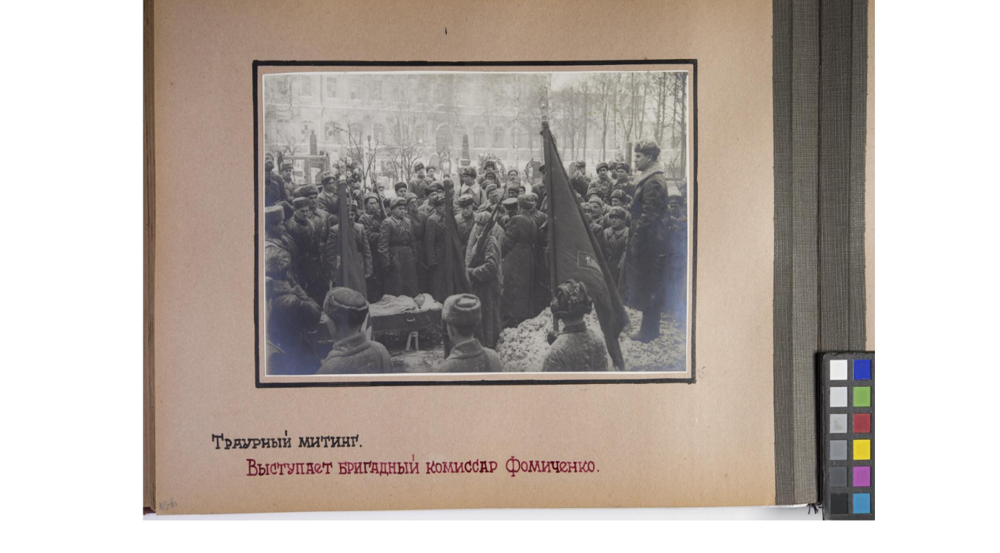 Траурный митинг.
Выступает бригадный комиссар Фомиченко.